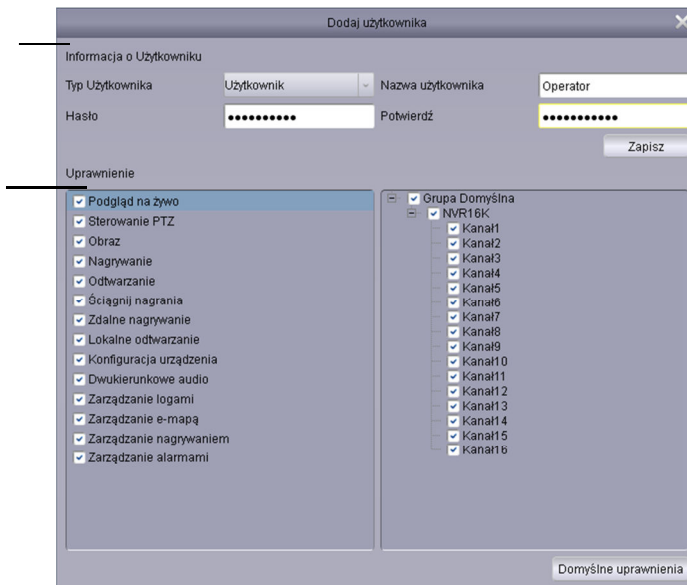 Dodaj użytkownika
Informacja o Użytkowniku
Typ Użytkownika Użytkownik Nazwa użytkownika Operator
Hasło •••••••••• Potwierdź •••••••••••
Zapisz
Uprawnienie
Podgląd na żywo
Sterowanie PTZ
Obraz
Nagrywanie
Odtwarzanie
Ściągnij nagrania
Zdalne nagrywanie
Lokalne odtwarzanie
Konfiguracja urządzenia
Dwukierunkowe audio
Zarządzanie logami
Zarządzanie e-mapą
Zarządzanie nagrywaniem
Zarządzanie alarmami
Grupa Domyślna
NVR16K
Kanał1
Kanał2
Kanał3
Kanał4
Kanał5
Kanał6
Kanał7
Kanał8
Kanał9
Kanał10
Kanał11
Kanał12
Kanał13
Kanał14
Kanał15
Kanał16
Domyślne uprawnienia